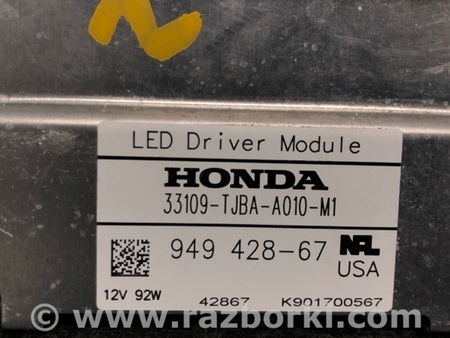 LED Driver Module
HONDA
33109-TJBA-A010-M1
949 428-67 NAL
USA
12V 92W 42867 K901700567
www.razborki.com